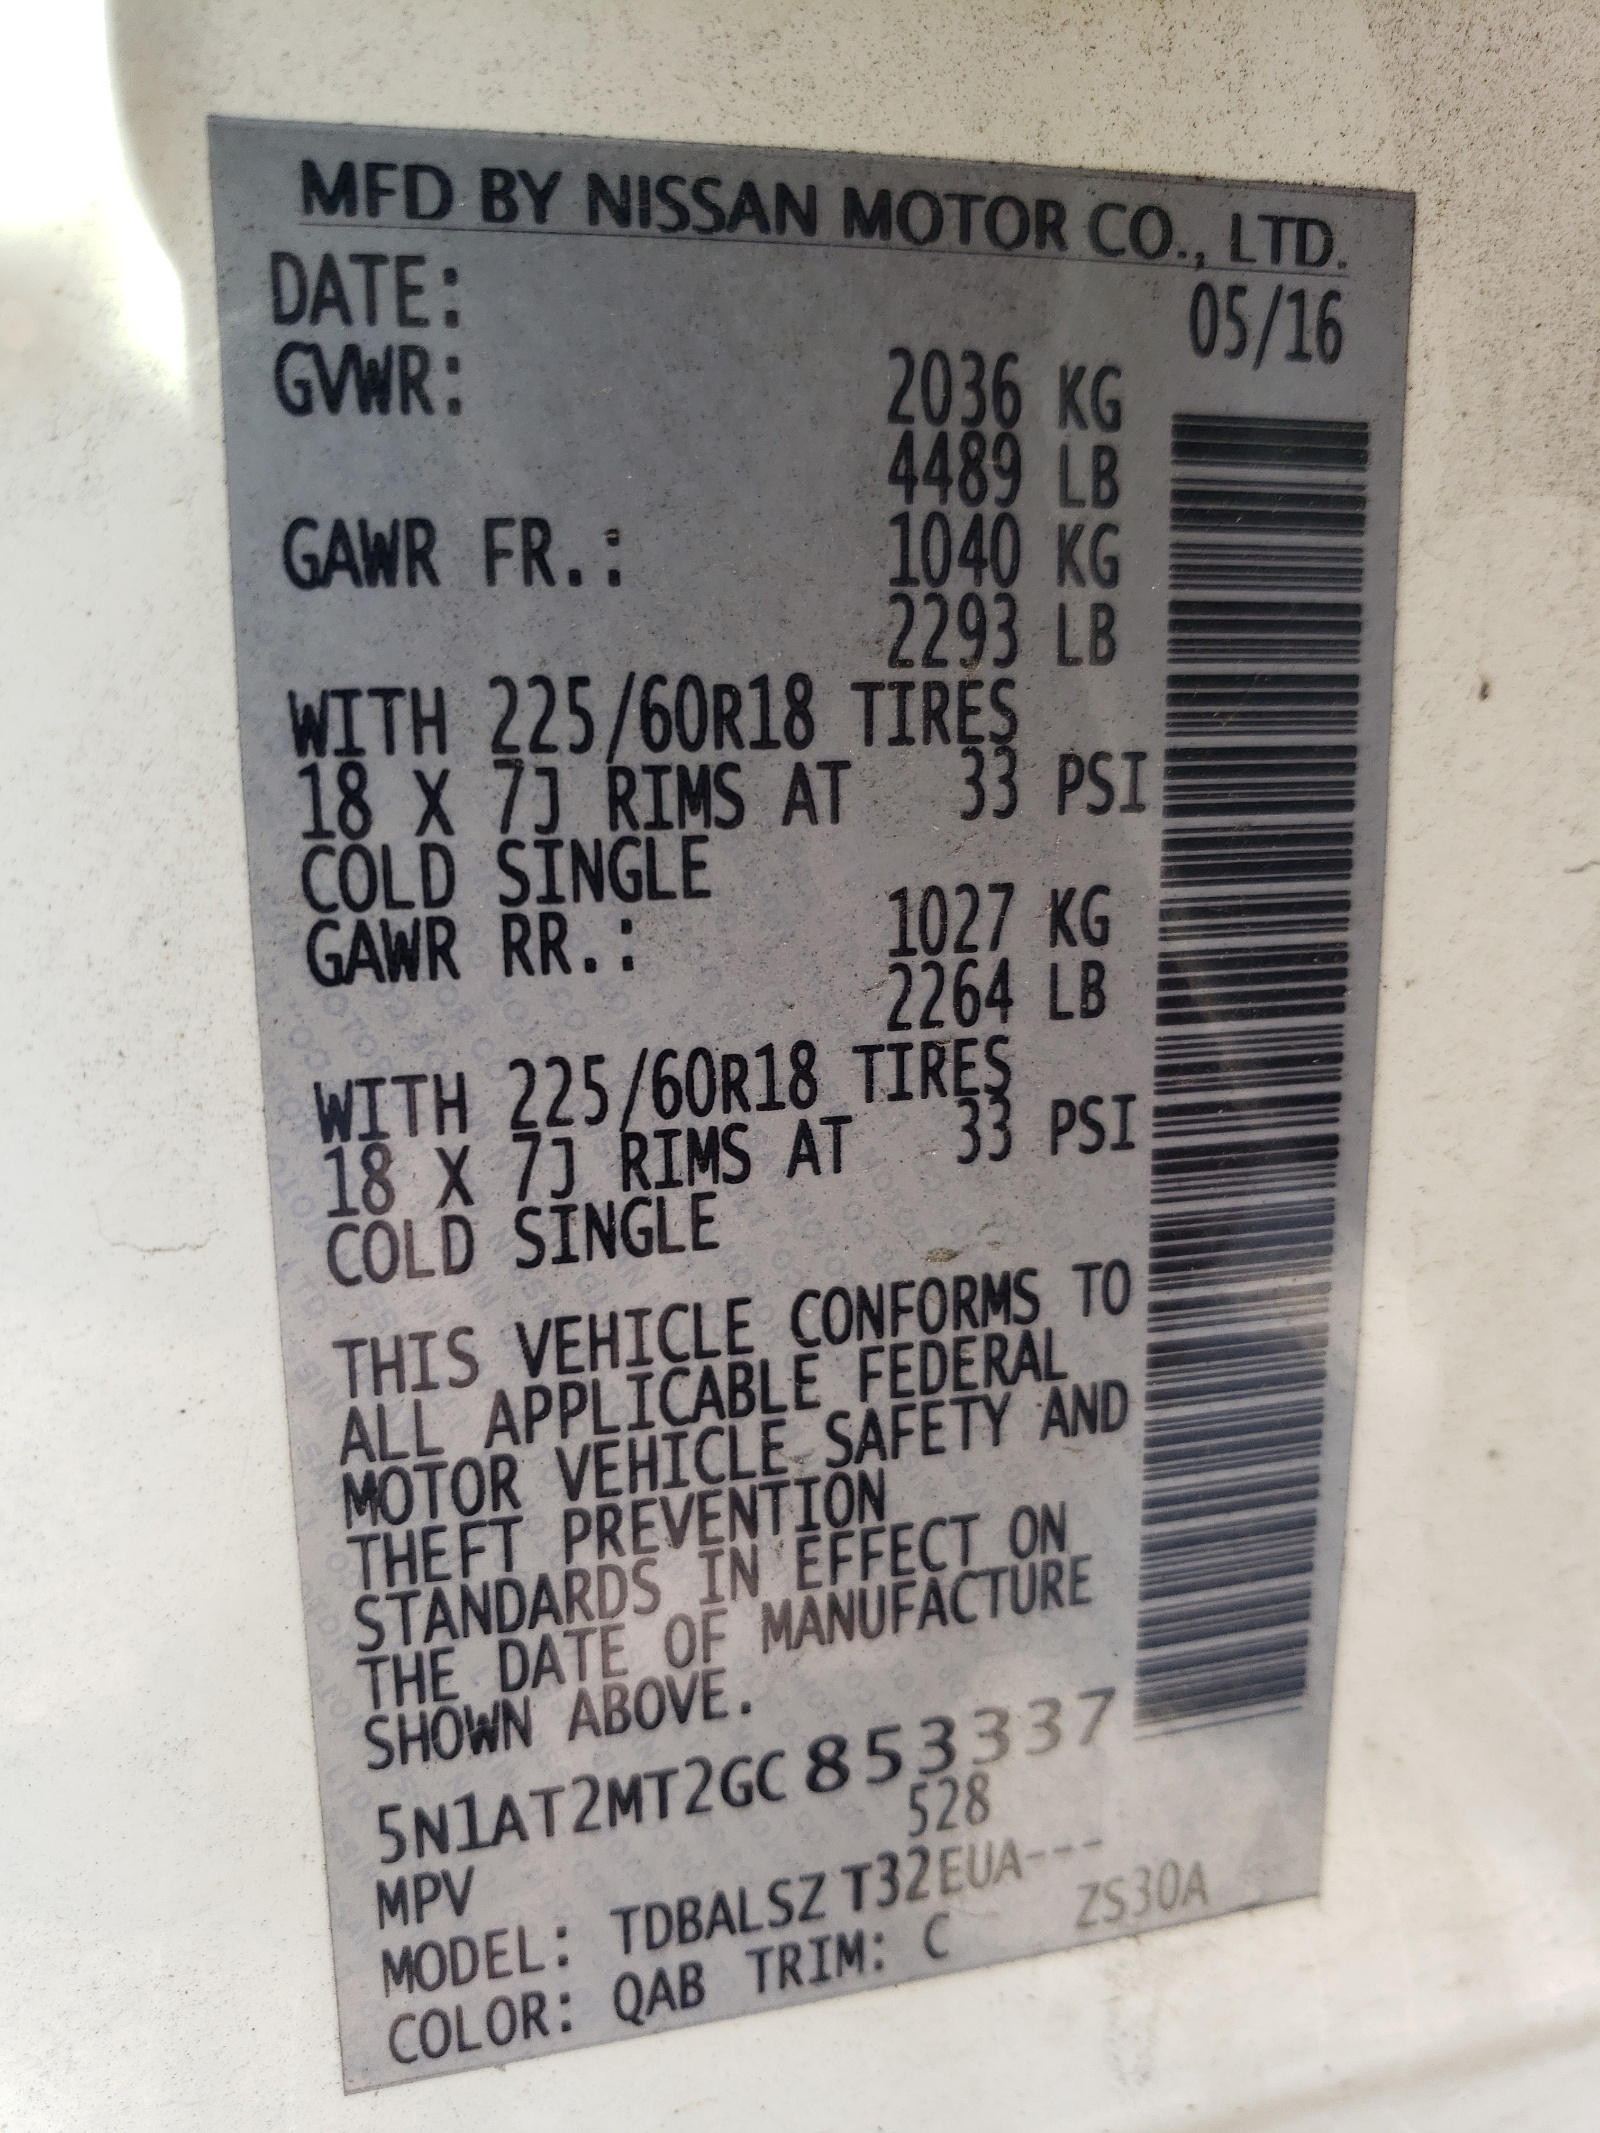 MFD BY NISSAN MOTOR CO., LTD.
DATE: 05/16
GVWR: 2036 KG
4489 LB
GAWR FR.: 1040 KG
2293 LB
WITH 225/60R18 TIRES
18 X 7J RIMS AT 33 PSI
COLD SINGLE
GAWR RR.: 1027 KG
2264 LB
WITH 225/60R18 TIRES
18 X 7J RIMS AT 33 PSI
COLD SINGLE
THIS VEHICLE CONFORMS TO
ALL APPLICABLE FEDERAL
MOTOR VEHICLE SAFETY AND
THEFT PREVENTION
STANDARDS IN EFFECT ON
THE DATE OF MANUFACTURE
SHOWN ABOVE.
5N1AT2MT2GC853337
MPV 528
MODEL: TDBALSZ T32EUA---
COLOR: QAB TRIM: C ZS30A